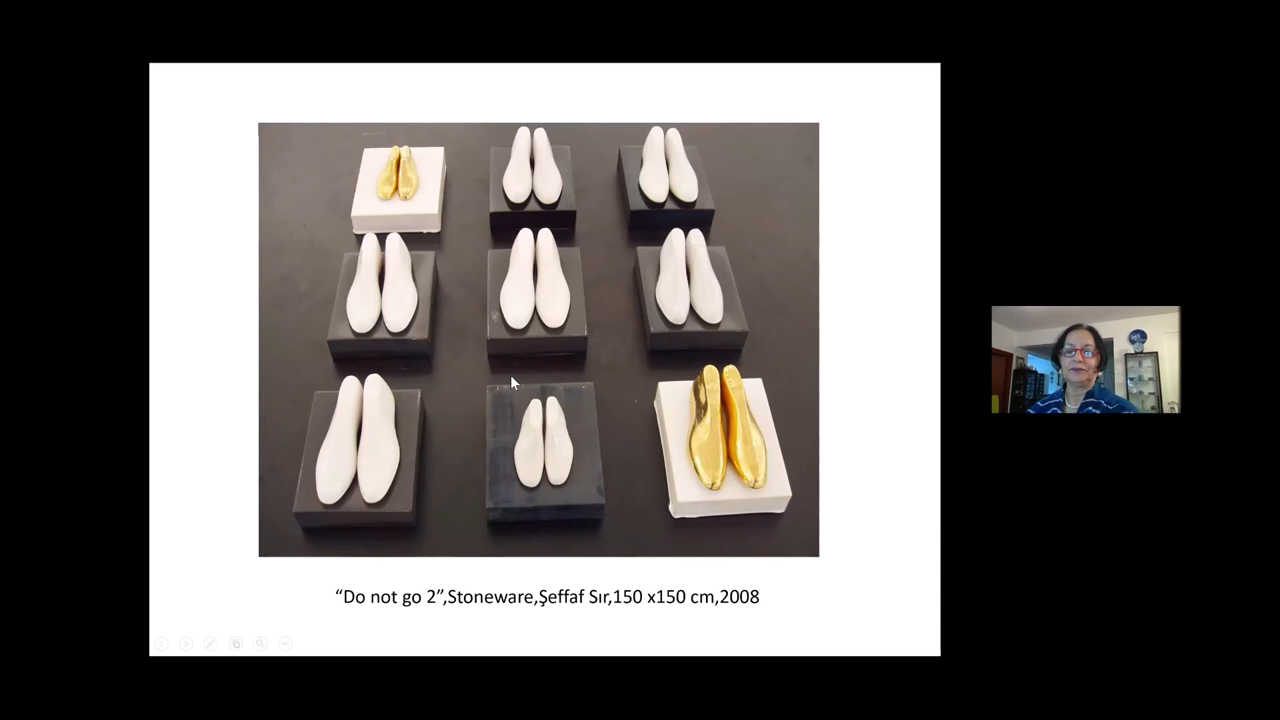 “Do not go 2”,Stoneware,Şeffaf Sır,150 x150 cm,2008